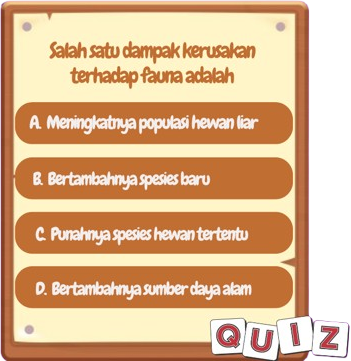 Salah satu dampak kerusakan
terhadap fauna adalah
A. Meningkatnya populasi hewan liar
B. Bertambahnya spesies baru
C. Punahnya spesies hewan tertentu
D. Bertambahnya sumber daya alam
QUIZ